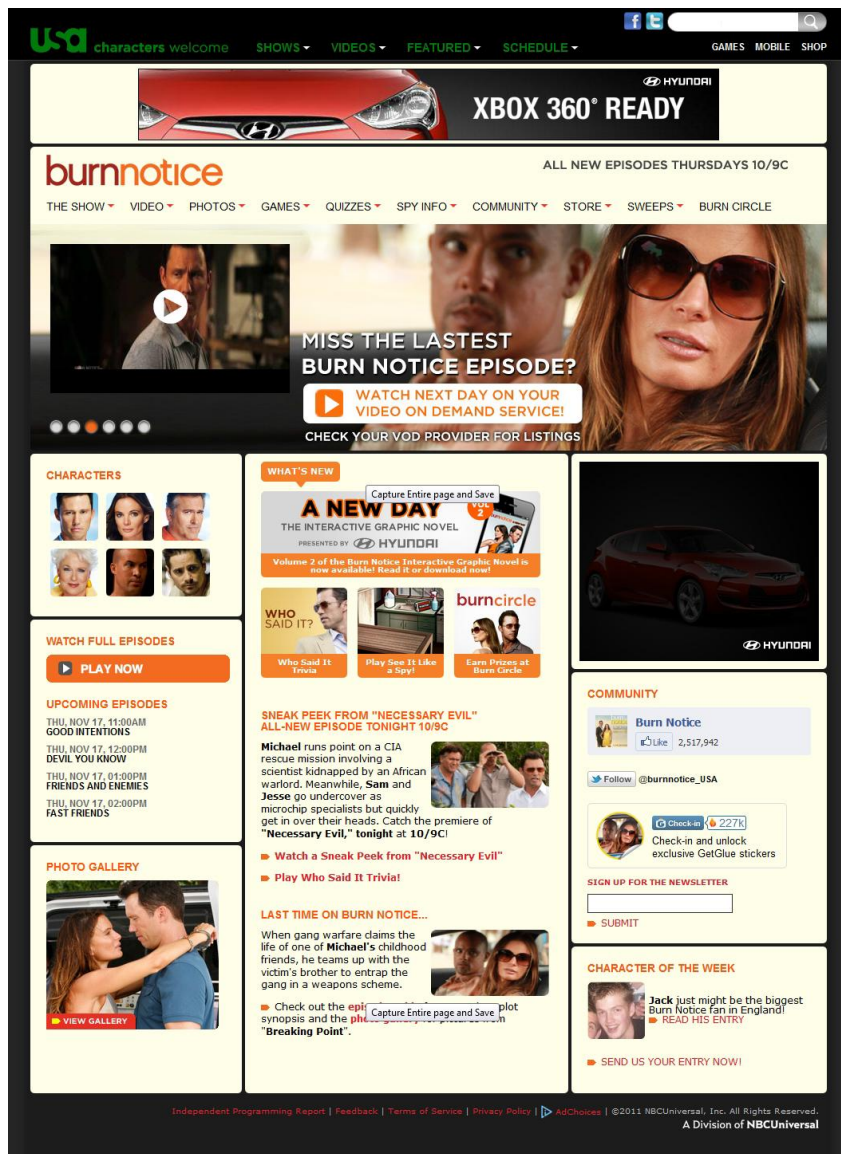 usa characters welcome SHOWS VIDEOS FEATURED SCHEDULE
GAMES MOBILE SHOP
HYUNDAI
XBOX 360® READY
burnnotice
ALL NEW EPISODES THURSDAYS 10/9C
THE SHOW VIDEO PHOTOS GAMES QUIZZES SPY INFO COMMUNITY STORE SWEEPS BURN CIRCLE
MISS THE LASTEST
BURN NOTICE EPISODE?
WATCH NEXT DAY ON YOUR
VIDEO ON DEMAND SERVICE!
CHECK YOUR VOD PROVIDER FOR LISTINGS
CHARACTERS
WATCH FULL EPISODES
PLAY NOW
UPCOMING EPISODES
THU, NOV 17, 11:00AM
GOOD INTENTIONS
THU, NOV 17, 12:00PM
DEVIL YOU KNOW
THU, NOV 17, 01:00PM
FRIENDS AND ENEMIES
THU, NOV 17, 02:00PM
FAST FRIENDS
PHOTO GALLERY
VIEW GALLERY
WHAT'S NEW
Capture Entire page and Save
A NEW DAY
VOL 2
THE INTERACTIVE GRAPHIC NOVEL
PRESENTED BY HYUNDAI
Volume 2 of the Burn Notice Interactive Graphic Novel is
now available! Read it or download now!
WHO
SAID IT?
Who Said It
Trivia
Play See It Like
a Spy!
burncircle
Earn Prizes at
Burn Circle
SNEAK PEEK FROM "NECESSARY EVIL"
ALL-NEW EPISODE TONIGHT 10/9C
Michael runs point on a CIA
rescue mission involving a
scientist kidnapped by an African
warlord. Meanwhile, Sam and
Jesse go undercover as
microchip specialists but quickly
get in over their heads. Catch the premiere of
"Necessary Evil," tonight at 10/9C!
Watch a Sneak Peek from "Necessary Evil"
Play Who Said It Trivia!
LAST TIME ON BURN NOTICE...
When gang warfare claims the
life of one of Michael's childhood
friends, he teams up with the
victim's brother to entrap the
gang in a weapons scheme.
Check out the plot
Capture Entire page and Save
synopsis and the
"Breaking Point".
HYUNDAI
COMMUNITY
Burn Notice
Like 2,517,942
Follow @burnnotice_USA
Check-in 227K
Check-in and unlock
exclusive GetGlue stickers
SIGN UP FOR THE NEWSLETTER
SUBMIT
CHARACTER OF THE WEEK
Jack just might be the biggest
Burn Notice fan in England!
READ HIS ENTRY
SEND US YOUR ENTRY NOW!
Independent Programming Report | Feedback | Terms of Service | Privacy Policy | AdChoices | ©2011 NBCUniversal, Inc. All Rights Reserved.
A Division of NBCUniversal